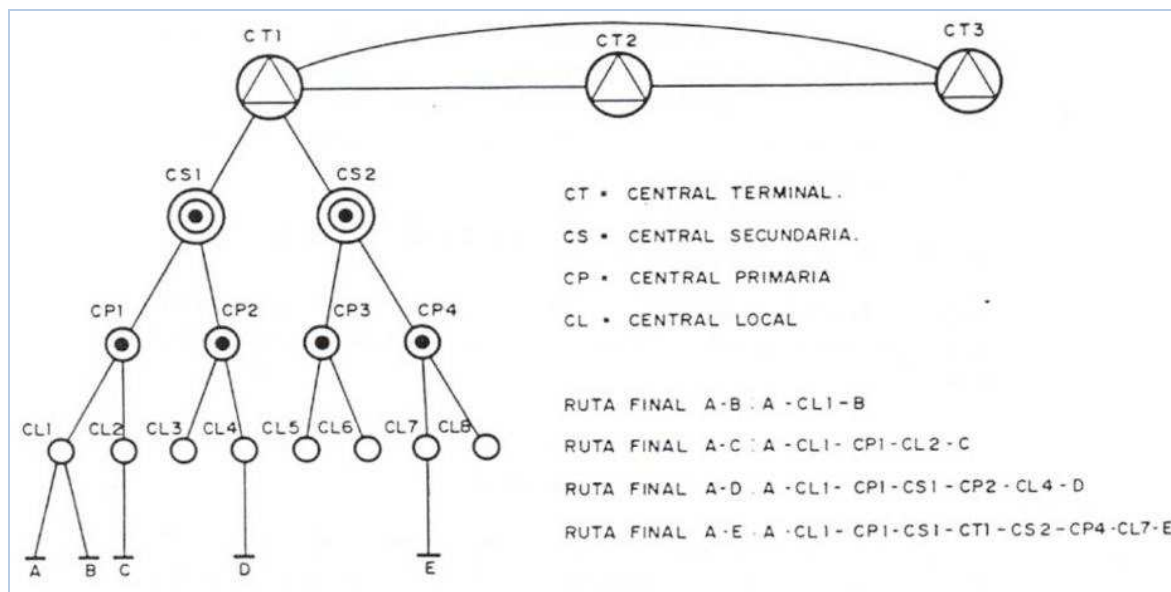 CT1
CT2
CT3
CS1
CS2
CT = CENTRAL TERMINAL.
CS = CENTRAL SECUNDARIA.
CP = CENTRAL PRIMARIA
CL = CENTRAL LOCAL
CP1
CP2
CP3
CP4
CL1
CL2
CL3
CL4
CL5
CL6
CL7
CL8
RUTA FINAL A-B : A -CL1-B
RUTA FINAL A-C : A -CL1- CP1-CL2-C
RUTA FINAL A-D : A -CL1- CP1-CS1-CP2-CL4-D
RUTA FINAL A-E : A -CL1- CP1-CS1-CT1-CS2-CP4-CL7-E
A
B
C
D
E